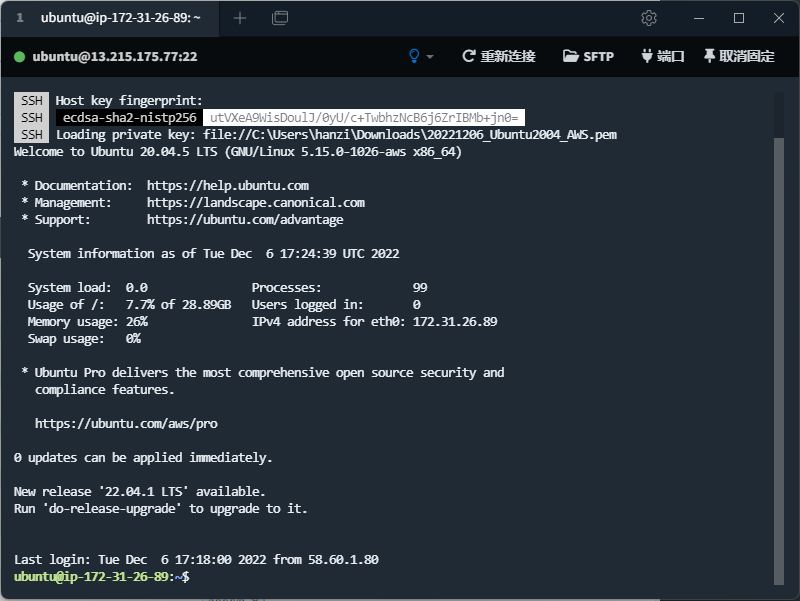 1 ubuntu@ip-172-31-26-89: ~
ubuntu@13.215.175.77:22 重新连接 SFTP 端口 取消固定
SSH Host key fingerprint:
SSH ecdsa-sha2-nistp256 utVXeA9WisDoulJ/0yU/c+TwbhzNcB6j6ZrIBMb+jn0=
SSH Loading private key: file://C:\Users\hanzi\Downloads\20221206_Ubuntu2004_AWS.pem
Welcome to Ubuntu 20.04.5 LTS (GNU/Linux 5.15.0-1026-aws x86_64)
* Documentation: https://help.ubuntu.com
* Management: https://landscape.canonical.com
* Support: https://ubuntu.com/advantage
System information as of Tue Dec 6 17:24:39 UTC 2022
System load: 0.0 Processes: 99
Usage of /: 7.7% of 28.89GB Users logged in: 0
Memory usage: 26% IPv4 address for eth0: 172.31.26.89
Swap usage: 0%
* Ubuntu Pro delivers the most comprehensive open source security and
compliance features.
https://ubuntu.com/aws/pro
0 updates can be applied immediately.
New release '22.04.1 LTS' available.
Run 'do-release-upgrade' to upgrade to it.
Last login: Tue Dec 6 17:18:00 2022 from 58.60.1.80
ubuntu@ip-172-31-26-89:~$